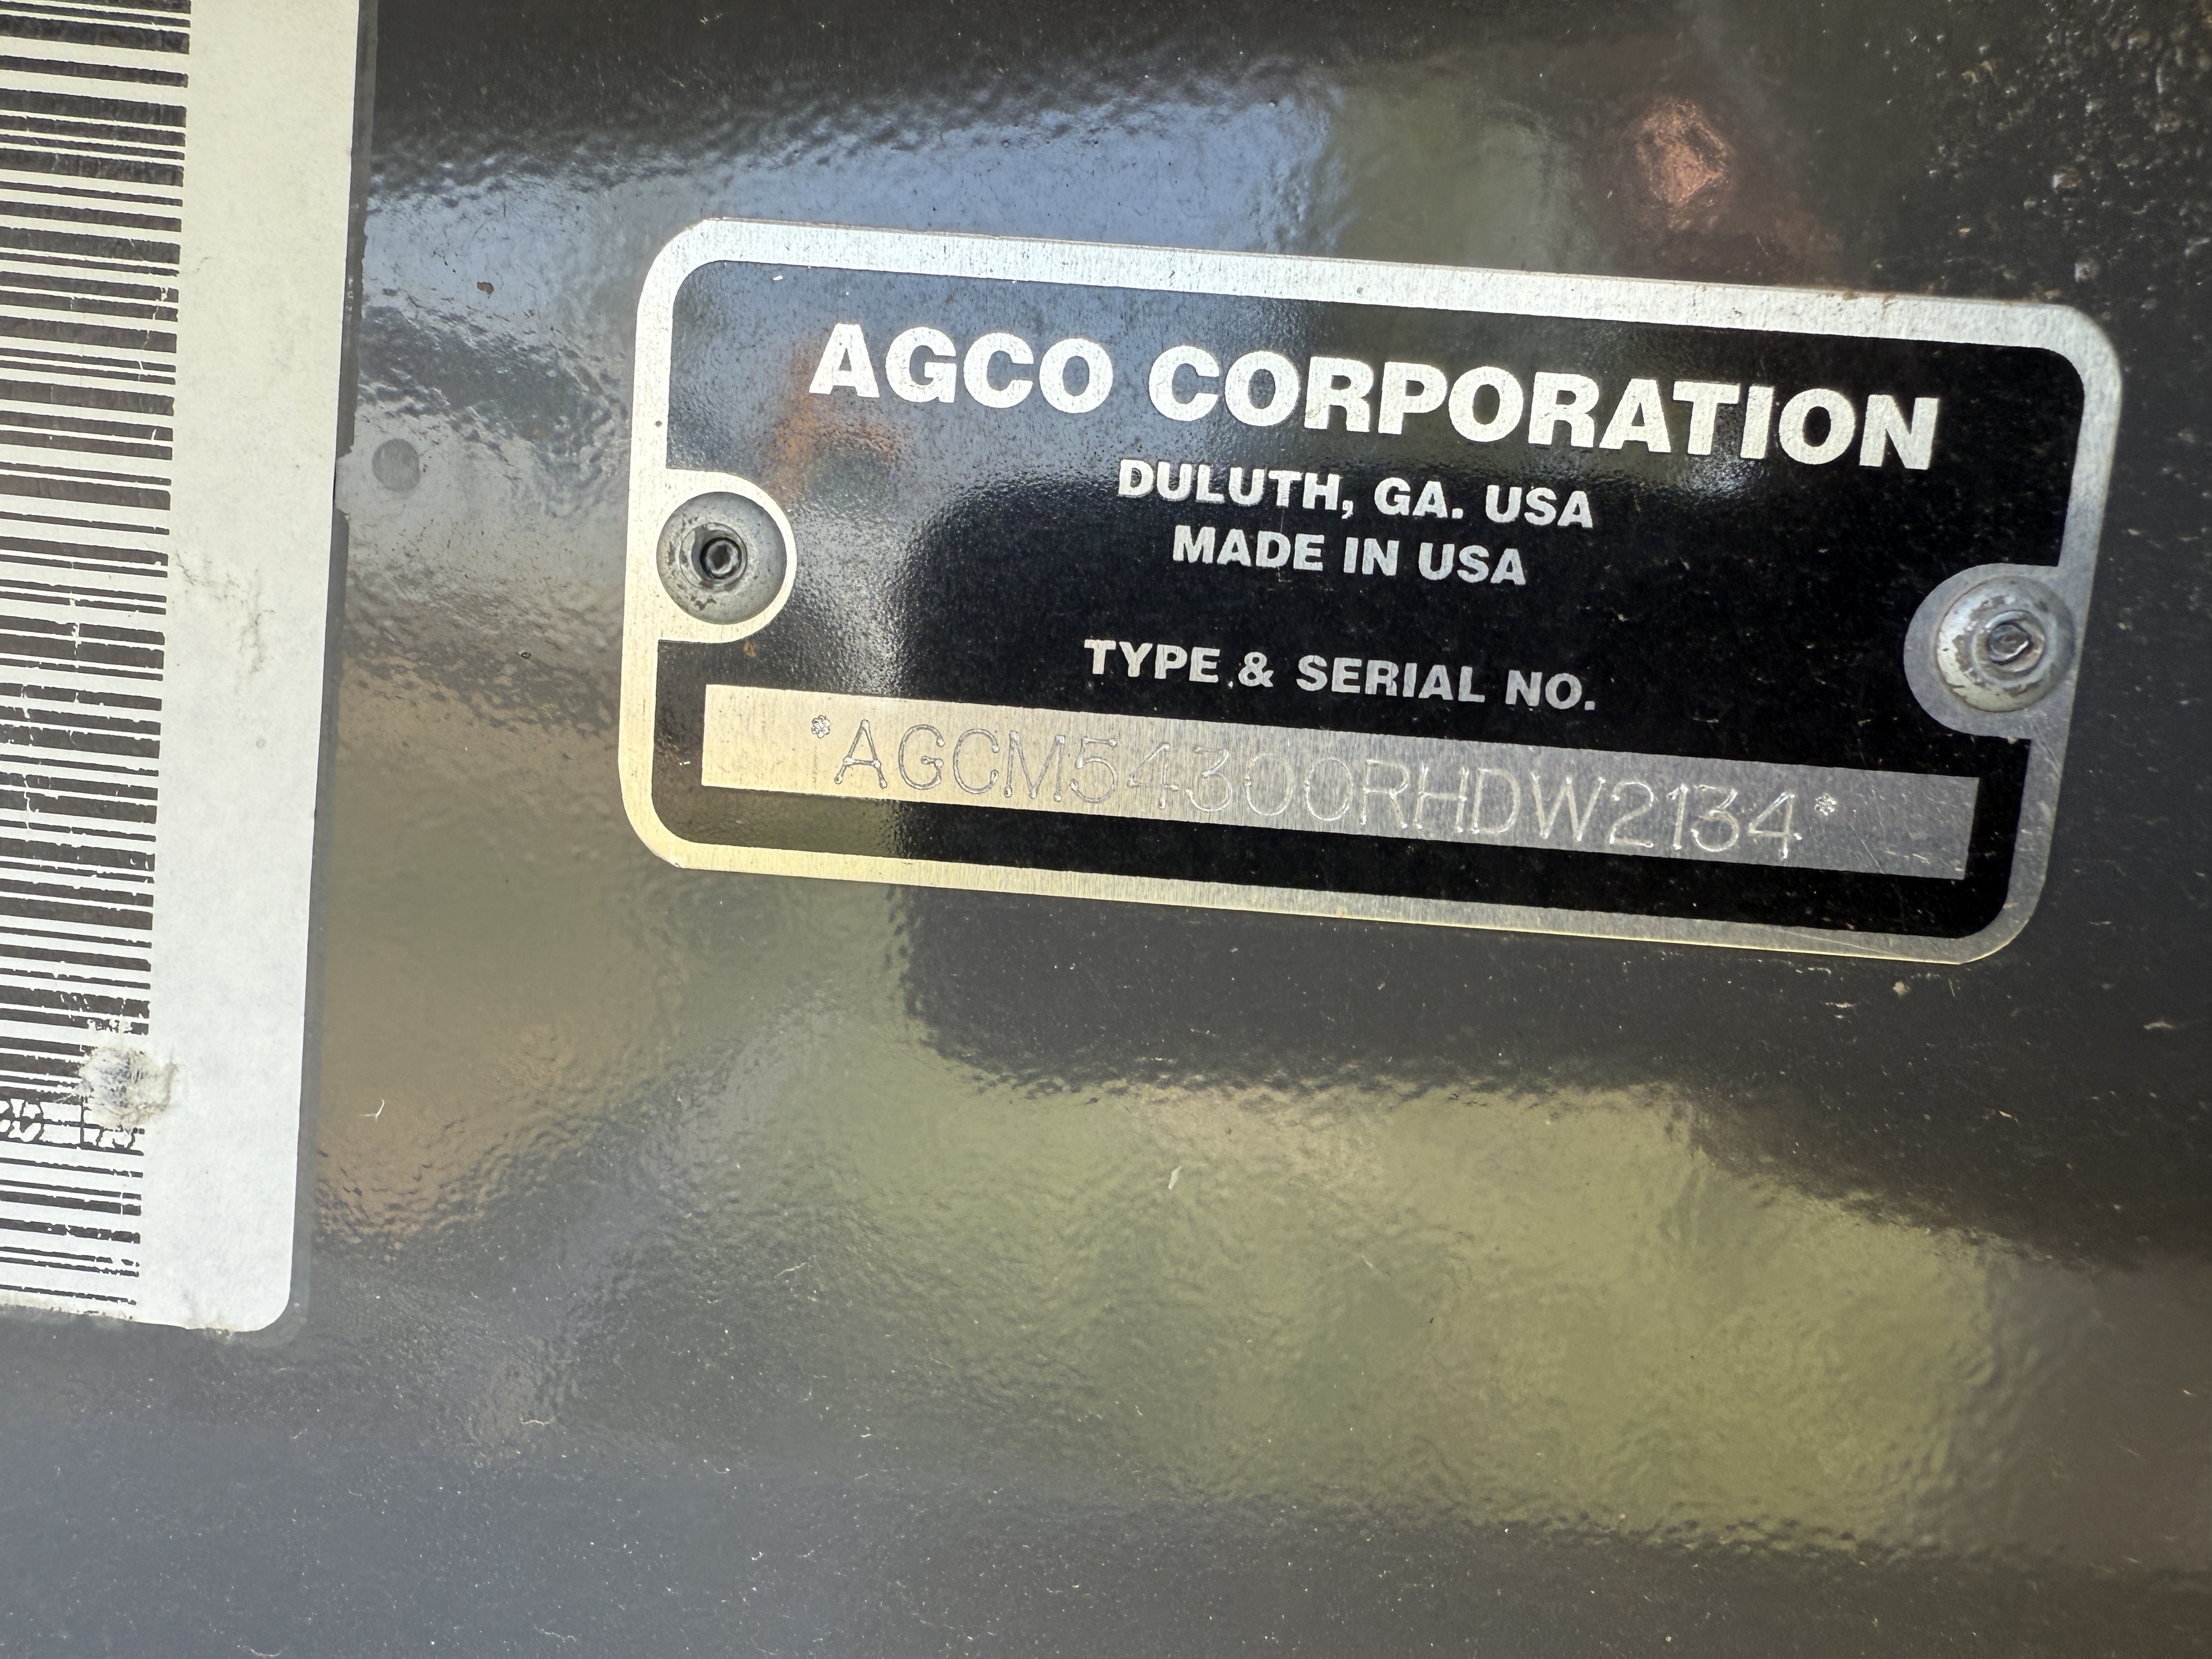 AGCO CORPORATION
DULUTH, GA. USA
MADE IN USA
TYPE & SERIAL NO.
*AGCM54300RHDW2134*